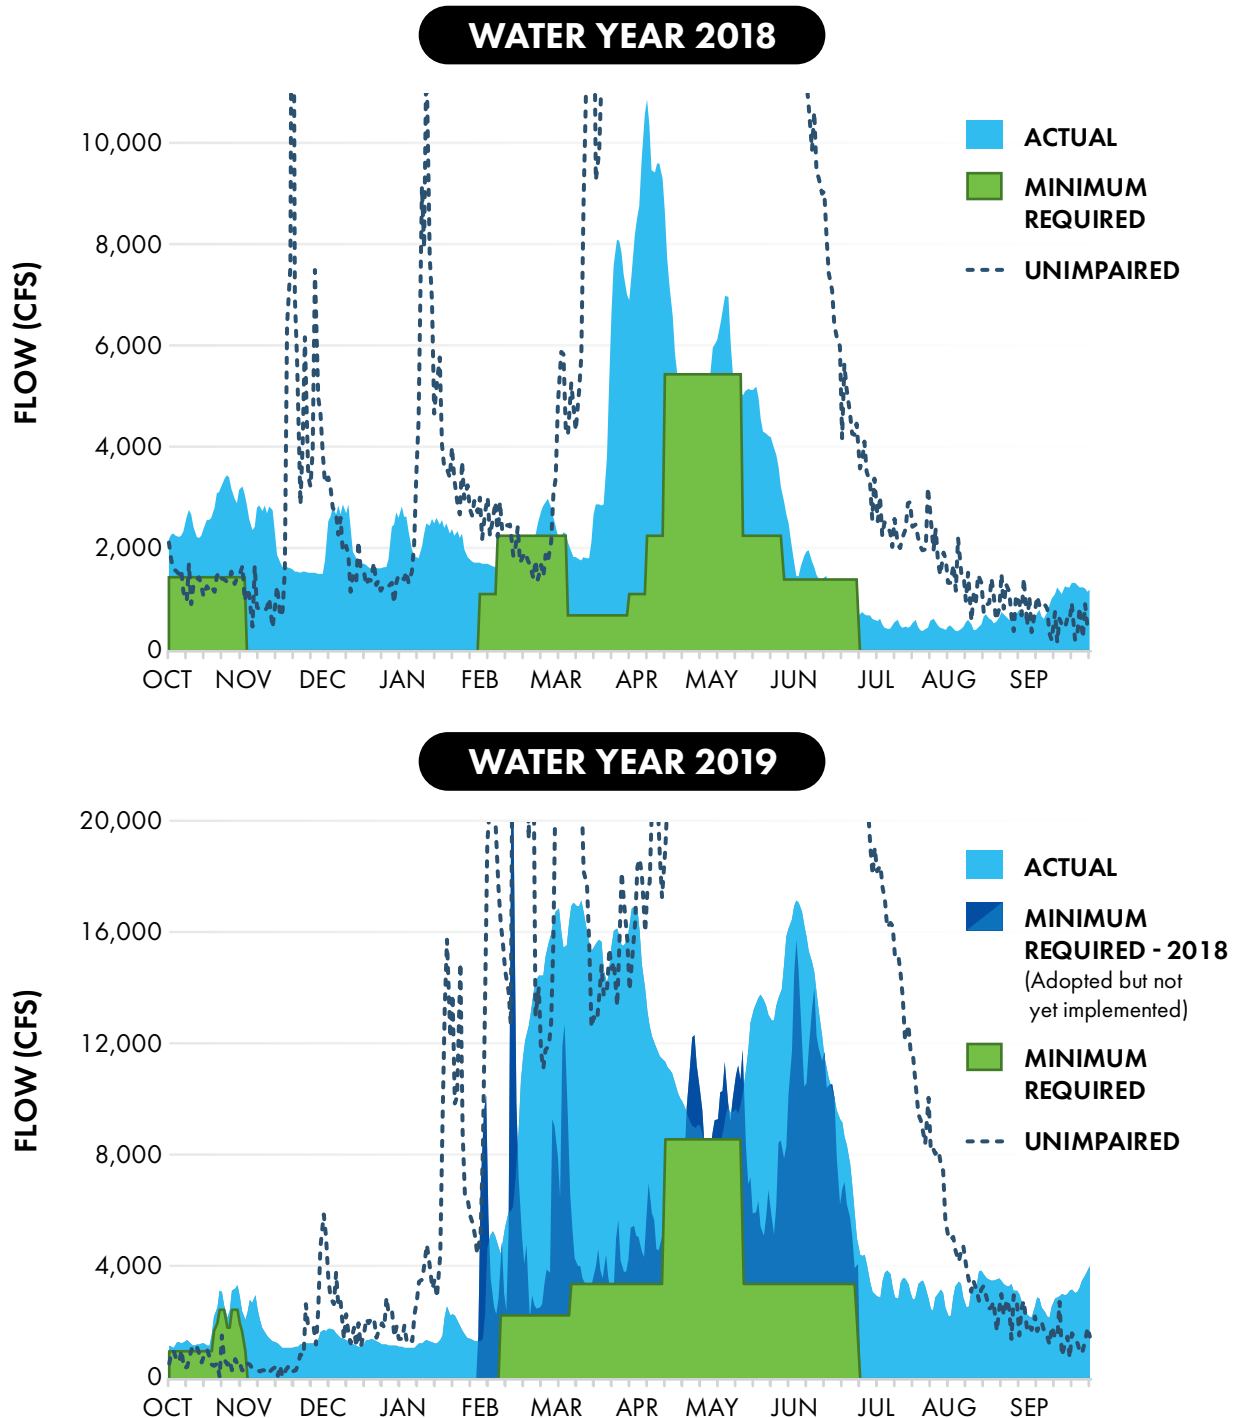 WATER YEAR 2018
FLOW (CFS)
10,000
8,000
6,000
4,000
2,000
0
OCT NOV DEC JAN FEB MAR APR MAY JUN JUL AUG SEP
ACTUAL
MINIMUM
REQUIRED
UNIMPAIRED
WATER YEAR 2019
FLOW (CFS)
20,000
16,000
12,000
8,000
4,000
0
OCT NOV DEC JAN FEB MAR APR MAY JUN JUL AUG SEP
ACTUAL
MINIMUM
REQUIRED - 2018
(Adopted but not
yet implemented)
MINIMUM
REQUIRED
UNIMPAIRED